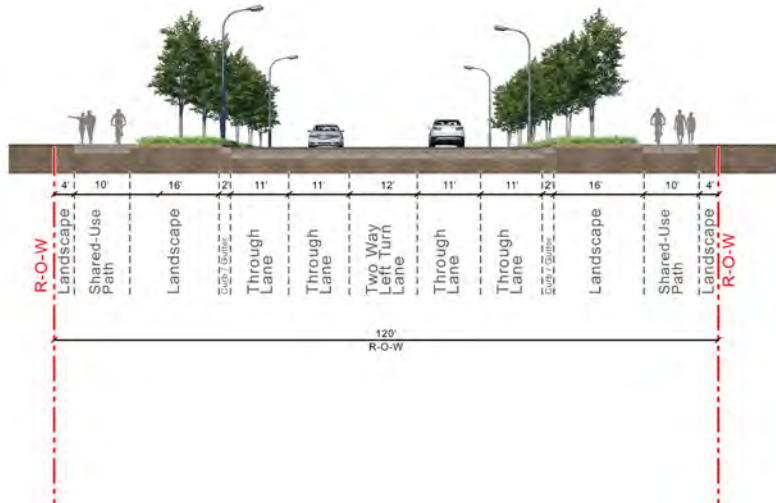 4' 10' 16' 2' 11' 11' 12' 11' 11' 2' 16' 10' 4'
R-O-W
Landscape
Shared-Use
Path
Landscape
Curb / Gutter
Through
Lane
Through
Lane
Two Way
Left Turn
Lane
Through
Lane
Through
Lane
Curb / Gutter
Landscape
Shared-Use
Path
Landscape
R-O-W
120'
R-O-W